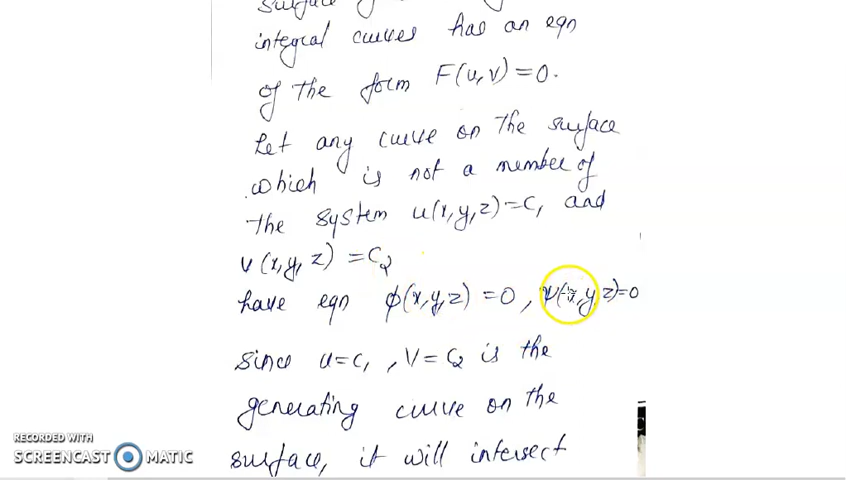 surface
integral curves has an eqn
of the form F(u,v)=0.
Let any curve on the surface
which is not a member of
the system u(x,y,z)=C₁ and
v(x,y,z)=C₂
have eqn ϕ(x,y,z)=0, ψ(x,y,z)=0
since u=C₁, V=C₂ is the
generating curve on the
surface, it will intersect
RECORDED WITH
SCREENCAST MATIC